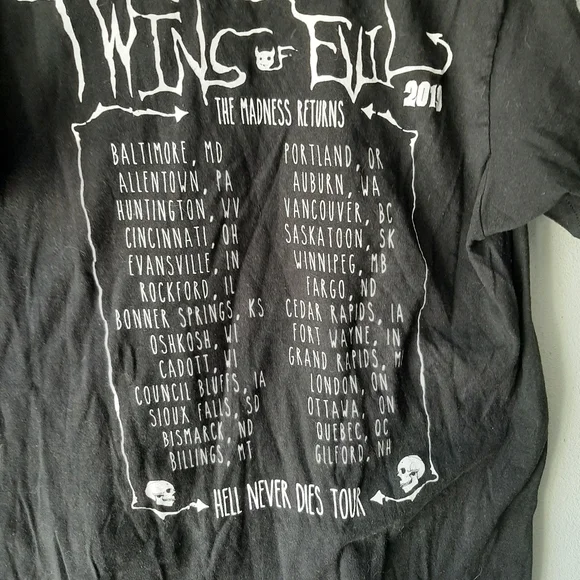 TWINS OF EVIL
2019
THE MADNESS RETURNS
BALTIMORE, MD
ALLENTOWN, PA
HUNTINGTON, WV
CINCINNATI, OH
EVANSVILLE, IN
ROCKFORD, IL
BONNER SPRINGS, KS
OSHKOSH, WI
CADOTT, WI
COUNCIL BLUFFS, IA
SIOUX FALLS, SD
BISMARCK, ND
BILLINGS, MT
PORTLAND, OR
AUBURN, WA
VANCOUVER, BC
SASKATOON, SK
WINNIPEG, MB
FARGO, ND
CEDAR RAPIDS, IA
FORT WAYNE, IN
GRAND RAPIDS, MI
LONDON, ON
OTTAWA, ON
QUEBEC, QC
GILFORD, NH
HELL NEVER DIES TOUR